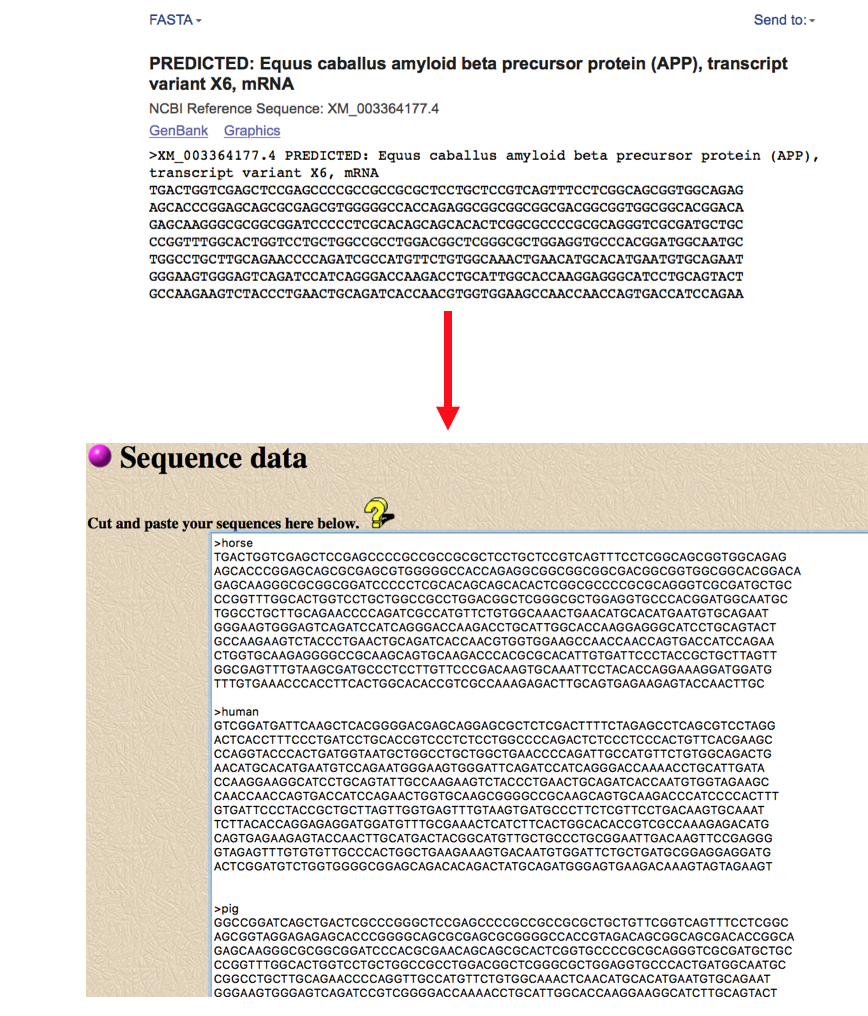 FASTA
Send to:
PREDICTED: Equus caballus amyloid beta precursor protein (APP), transcript
variant X6, mRNA
NCBI Reference Sequence: XM_003364177.4
GenBank Graphics
>XM_003364177.4 PREDICTED: Equus caballus amyloid beta precursor protein (APP),
transcript variant X6, mRNA
TGACTGGTCGAGCTCCGAGCCCCGCCGCCGCGCTCCTGCTCCGTCAGTTTCCTCGGCAGCGGTGGCAGAG
AGCACCCGGAGCAGCGCGAGCGTGGGGGCCACCAGAGGCGGCGGCGGCGACGGCGGTGGCGGCACGGACA
GAGCAAGGGCGCGGCGGATCCCCCTCGCACAGCAGCACACTCGGCGCCCCGCGCAGGGTCGCGATGCTGC
CCGGTTTGGCACTGGTCCTGCTGGCCGCCTGGACGGCTCGGGCGCTGGAGGTGCCCACGGATGGCAATGC
TGGCCTGCTTGCAGAACCCCAGATCGCCATGTTCTGTGGCAAACTGAACATGCACATGAATGTGCAGAAT
GGGAAGTGGGAGTCAGATCCATCAGGGACCAAGACCTGCATTGGCACCAAGGAGGGCATCCTGCAGTACT
GCCAAGAAGTCTACCCTGAACTGCAGATCACCAACGTGGTGGAAGCCAACCAACCAGTGACCATCCAGAA
Sequence data
Cut and paste your sequences here below.
>horse
TGACTGGTCGAGCTCCGAGCCCCGCCGCCGCGCTCCTGCTCCGTCAGTTTCCTCGGCAGCGGTGGCAGAG
AGCACCCGGAGCAGCGCGAGCGTGGGGGCCACCAGAGGCGGCGGCGGCGACGGCGGTGGCGGCACGGACA
GAGCAAGGGCGCGGCGGATCCCCCTCGCACAGCAGCACACTCGGCGCCCCGCGCAGGGTCGCGATGCTGC
CCGGTTTGGCACTGGTCCTGCTGGCCGCCTGGACGGCTCGGGCGCTGGAGGTGCCCACGGATGGCAATGC
TGGCCTGCTTGCAGAACCCCAGATCGCCATGTTCTGTGGCAAACTGAACATGCACATGAATGTGCAGAAT
GGGAAGTGGGAGTCAGATCCATCAGGGACCAAGACCTGCATTGGCACCAAGGAGGGCATCCTGCAGTACT
GCCAAGAAGTCTACCCTGAACTGCAGATCACCAACGTGGTGGAAGCCAACCAACCAGTGACCATCCAGAA
CTGGTGCAAGAGGGGCCGCAAGCAGTGCAAGACCCACGCGCACATTGTGATTCCCTACCGCTGCTTAGTT
GGCGAGTTTGTAAGCGATGCCCTCCTTGTTCCCGACAAGTGCAAATTCCTACACCAGGAAAGGATGGATG
TTTGTGAAACCCACCTTCACTGGCACACCGTCGCCAAAGAGACTTGCAGTGAGAAGAGTACCAACTTGC
>human
GTCGGATGATTCAAGCTCACGGGGACGAGCAGGAGCGCTCTCGACTTTTCTAGAGCCTCAGCGTCCTAGG
ACTCACCTTTCCCTGATCCTGCACCGTCCCTCTCCTGGCCCCAGACTCTCCCTCCCACTGTTCACGAAGC
CCAGGTACCCACTGATGGTAATGCTGGCCTGCTGGCTGAACCCCAGATTGCCATGTTCTGTGGCAGACTG
AACATGCACATGAATGTCCAGAATGGGAAGTGGGATTCAGATCCATCAGGGACCAAAACCTGCATTGATA
CCAAGGAAGGCATCCTGCAGTATTGCCAAGAAGTCTACCCTGAACTGCAGATCACCAATGTGGTAGAAGC
CAACCAACCAGTGACCATCCAGAACTGGTGCAAGCGGGGCCGCAAGCAGTGCAAGACCCATCCCCACTTT
GTGATTCCCTACCGCTGCTTAGTTGGTGAGTTTGTAAGTGATGCCCTTCTCGTTCCTGACAAGTGCAAAT
TCTTACACCAGGAGAGGATGGATGTTTGCGAAACTCATCTTCACTGGCACACCGTCGCCAAAGAGACATG
CAGTGAGAAGAGTACCAACTTGCATGACTACGGCATGTTGCTGCCCTGCGGAATTGACAAGTTCCGAGGG
GTAGAGTTTGTGTGTTGCCCACTGGCTGAAGAAAGTGACAATGTGGATTCTGCTGATGCGGAGGAGGATG
ACTCGGATGTCTGGTGGGGCGGAGCAGACACAGACTATGCAGATGGGAGTGAAGACAAAGTAGTAGAAGT
>pig
GGCCGGATCAGCTGACTCGCCCGGGCTCCGAGCCCCGCCGCCGCGCTGCTGTTCGGTCAGTTTCCTCGGC
AGCGGTAGGAGAGAGCACCCGGGGCAGCGCGAGCGCGGGGCCACCGTAGACAGCGGCAGCGACACCGGCA
GAGCAAGGGCGCGGCGGATCCCACGCGAACAGCAGCGCACTCGGTGCCCCGCGCAGGGTCGCGATGCTGC
CCGGTTTGGCACTGGTCCTGCTGGCCGCCTGGACGGCTCGGGCGCTGGAGGTGCCCACTGATGGCAATGC
CGGCCTGCTTGCAGAACCCCAGGTTGCCATGTTCTGTGGCAAACTCAACATGCACATGAATGTGCAGAAT
GGGAAGTGGGAGTCAGATCCGTCGGGGACCAAAACCTGCATTGGCACCAAGGAAGGCATCTTGCAGTACT